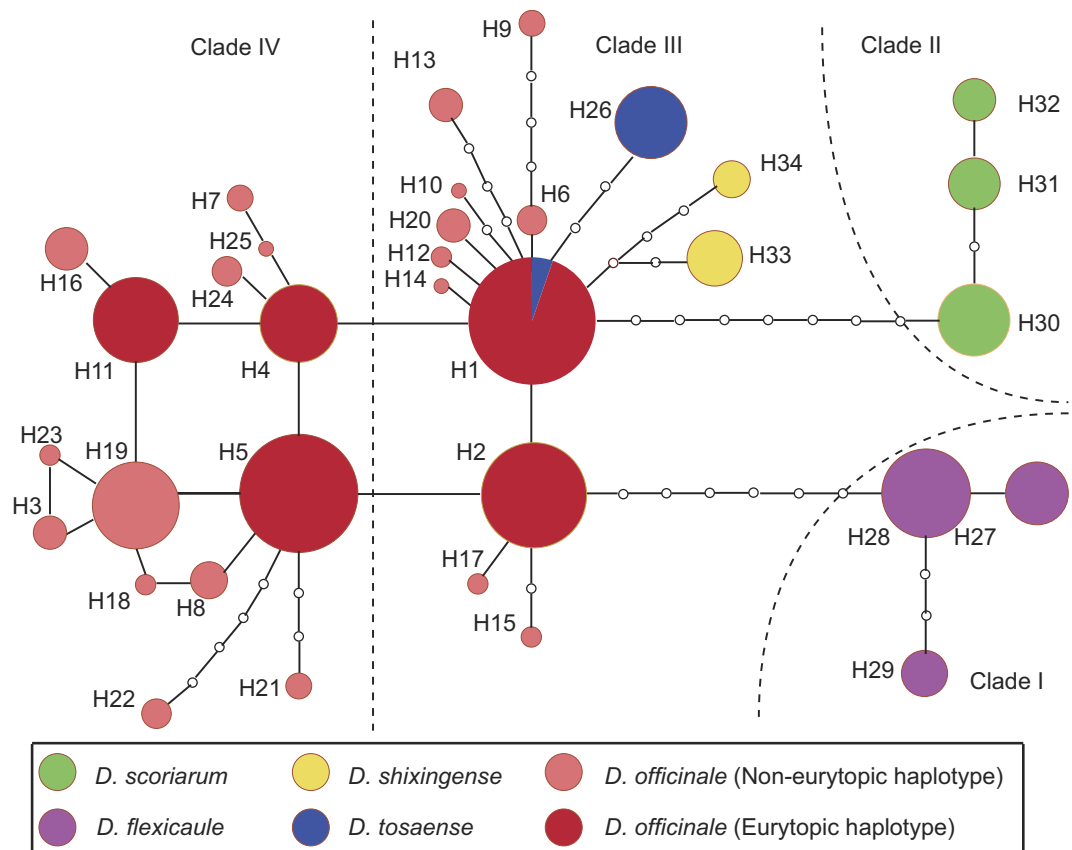 Clade IV
H9
Clade III
Clade II
H13
H26
H32
H34
H7
H10
H6
H31
H25
H20
H16
H24
H12
H33
H14
H30
H11
H4
H1
H23
H19
H5
H2
H3
H28
H27
H17
H18
H8
H15
H29
H22
H21
Clade I
D. scoriarum
D. shixingense
D. officinale (Non-eurytopic haplotype)
D. flexicaule
D. tosaense
D. officinale (Eurytopic haplotype)